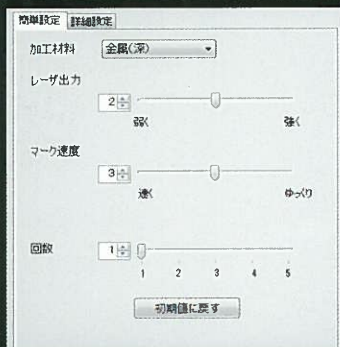 簡単設定 詳細設定
加工材料 金属(深)
レーザ出力
2
弱く 強く
マーク速度
3
速く ゆっくり
回数 1
1 2 3 4 5
初期値に戻す